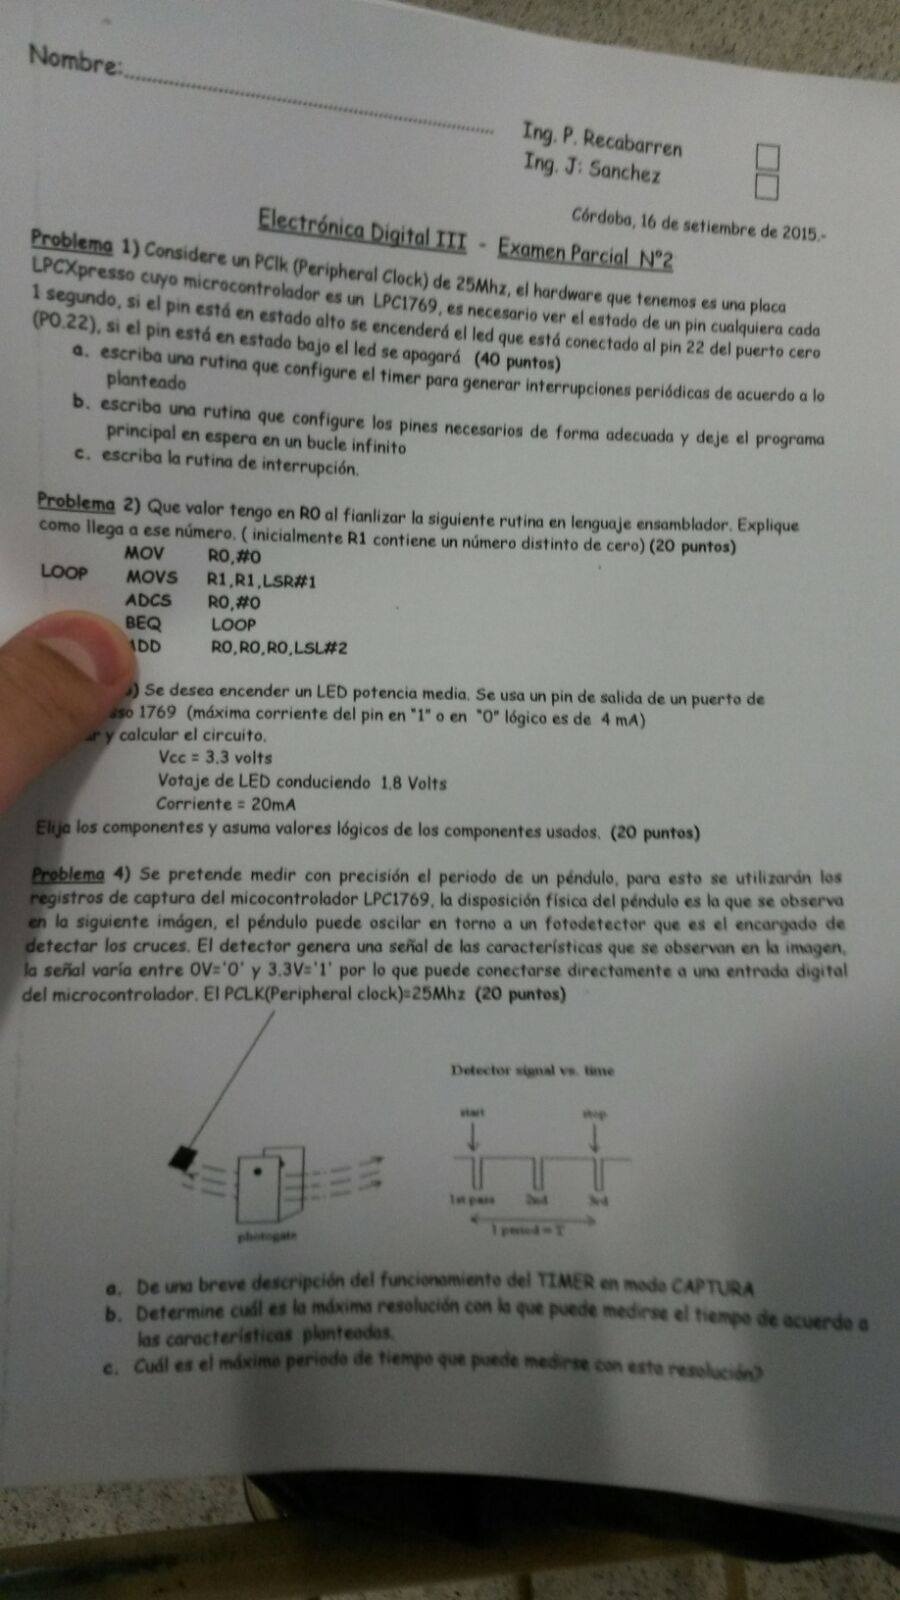 Nombre:
Ing. P. Recabarren
Ing. J: Sanchez
Córdoba, 16 de setiembre de 2015.-
Electrónica Digital III - Examen Parcial N°2
Problema 1) Considere un PClk (Peripheral Clock) de 25Mhz, el hardware que tenemos es una placa
LPCXpresso cuyo microcontrolador es un LPC1769, es necesario ver el estado de un pin cualquiera cada
1 segundo, si el pin está en estado alto se encenderá el led que está conectado al pin 22 del puerto cero
(P0.22), si el pin está en estado bajo el led se apagará (40 puntos)
a. escriba una rutina que configure el timer para generar interrupciones periódicas de acuerdo a lo
planteado
b. escriba una rutina que configure los pines necesarios de forma adecuada y deje el programa
principal en espera en un bucle infinito
c. escriba la rutina de interrupción.
Problema 2) Que valor tengo en R0 al fianlizar la siguiente rutina en lenguaje ensamblador. Explique
como llega a ese número. ( inicialmente R1 contiene un número distinto de cero) (20 puntos)
MOV R0,#0
LOOP MOVS R1,R1,LSR#1
ADCS R0,#0
BEQ LOOP
ADD R0,R0,R0,LSL#2
) Se desea encender un LED potencia media. Se usa un pin de salida de un puerto de
so 1769 (máxima corriente del pin en "1" o en "0" lógico es de 4 mA)
r y calcular el circuito.
Vcc = 3.3 volts
Votaje de LED conduciendo 1.8 Volts
Corriente = 20mA
Elija los componentes y asuma valores lógicos de los componentes usados. (20 puntos)
Problema 4) Se pretende medir con precisión el periodo de un péndulo, para esto se utilizarán los
registros de captura del micocontrolador LPC1769, la disposición física del péndulo es la que se observa
en la siguiente imágen, el péndulo puede oscilar en torno a un fotodetector que es el encargado de
detectar los cruces. El detector genera una señal de las características que se observan en la imagen,
la señal varía entre 0V='0' y 3.3V='1' por lo que puede conectarse directamente a una entrada digital
del microcontrolador. El PCLK(Peripheral clock)=25Mhz (20 puntos)
Detector signal vs. time
start stop
1st pass 2nd 3rd
1 period = T
photogate
a. De una breve descripción del funcionamiento del TIMER en modo CAPTURA
b. Determine cuál es la máxima resolución con la que puede medirse el tiempo de acuerdo a
las características planteadas.
c. Cuál es el máximo periodo de tiempo que puede medirse con esta resolución?